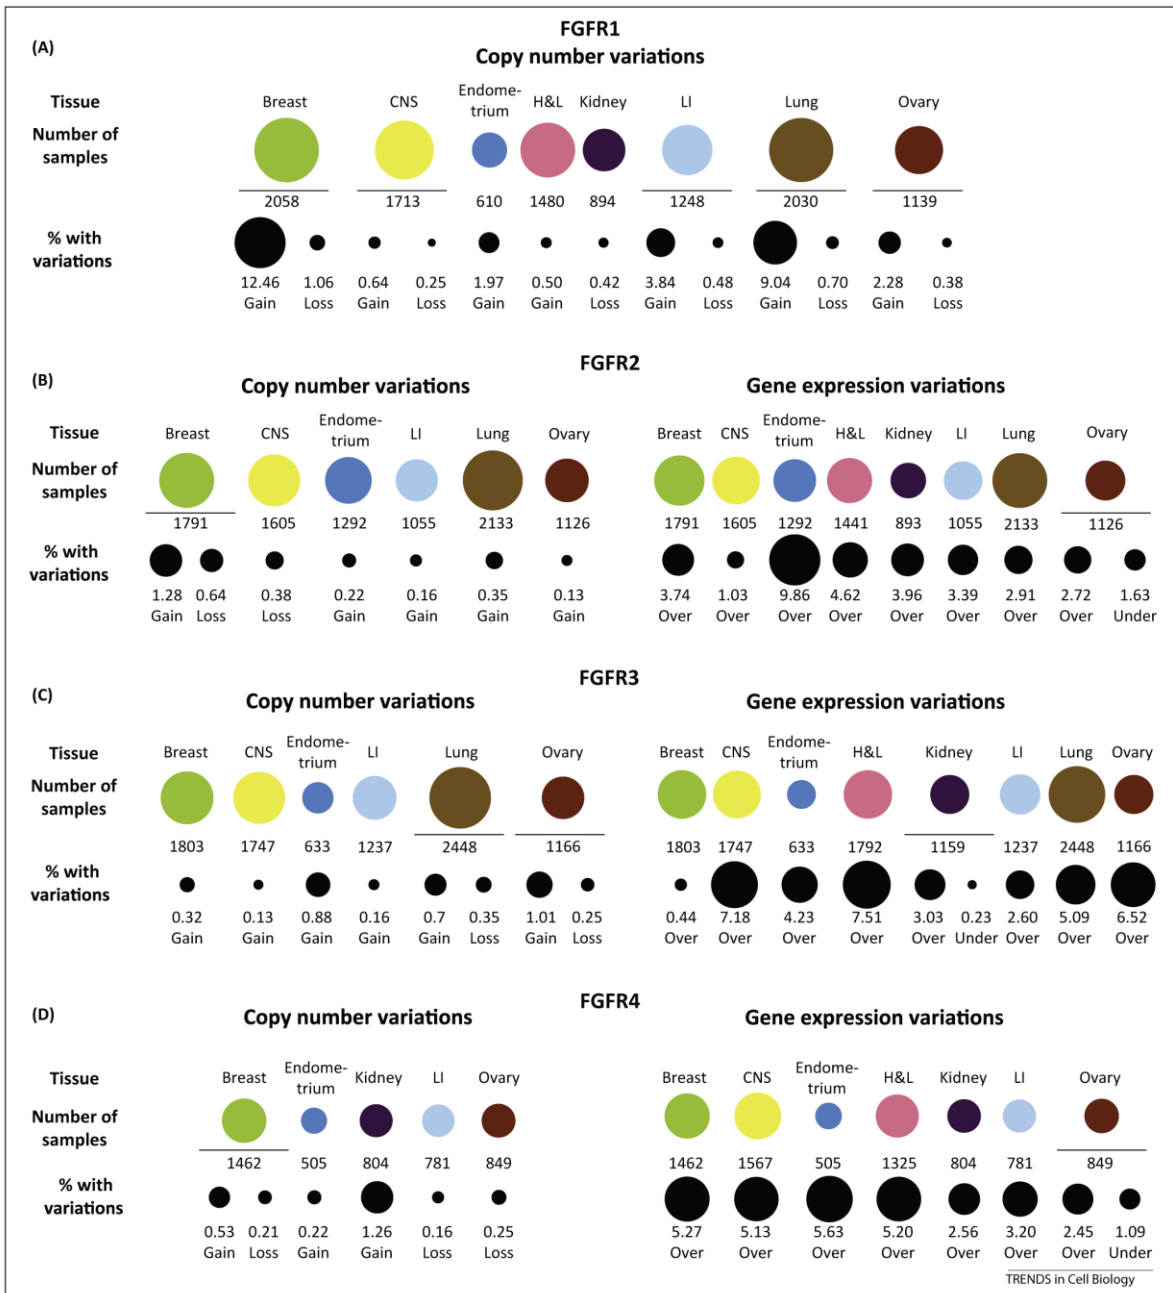 FGFR1
(A)
Copy number variations
Tissue Breast CNS Endome-trium H&L Kidney LI Lung Ovary
Number of samples
2058 1713 610 1480 894 1248 2030 1139
% with variations
12.46 1.06 0.64 0.25 1.97 0.50 0.42 3.84 0.48 9.04 0.70 2.28 0.38
Gain Loss Gain Loss Gain Gain Loss Gain Loss Gain Loss Gain Loss
FGFR2
(B)
Copy number variations Gene expression variations
Tissue Breast CNS Endome-trium LI Lung Ovary Breast CNS Endome-trium H&L Kidney LI Lung Ovary
Number of samples
1791 1605 1292 1055 2133 1126 1791 1605 1292 1441 893 1055 2133 1126
% with variations
1.28 0.64 0.38 0.22 0.16 0.35 0.13 3.74 1.03 9.86 4.62 3.96 3.39 2.91 2.72 1.63
Gain Loss Loss Gain Gain Gain Gain Over Over Over Over Over Over Over Over Under
FGFR3
(C)
Copy number variations Gene expression variations
Tissue Breast CNS Endome-trium LI Lung Ovary Breast CNS Endome-trium H&L Kidney LI Lung Ovary
Number of samples
1803 1747 633 1237 2448 1166 1803 1747 633 1792 1159 1237 2448 1166
% with variations
0.32 0.13 0.88 0.16 0.7 0.35 1.01 0.25 0.44 7.18 4.23 7.51 3.03 0.23 2.60 5.09 6.52
Gain Gain Gain Gain Gain Loss Gain Loss Over Over Over Over Over Under Over Over Over
FGFR4
(D)
Copy number variations Gene expression variations
Tissue Breast Endome-trium Kidney LI Ovary Breast CNS Endome-trium H&L Kidney LI Ovary
Number of samples
1462 505 804 781 849 1462 1567 505 1325 804 781 849
% with variations
0.53 0.21 0.22 1.26 0.16 0.25 5.27 5.13 5.63 5.20 2.56 3.20 2.45 1.09
Gain Loss Gain Gain Loss Loss Over Over Over Over Over Over Over Under
TRENDS in Cell Biology